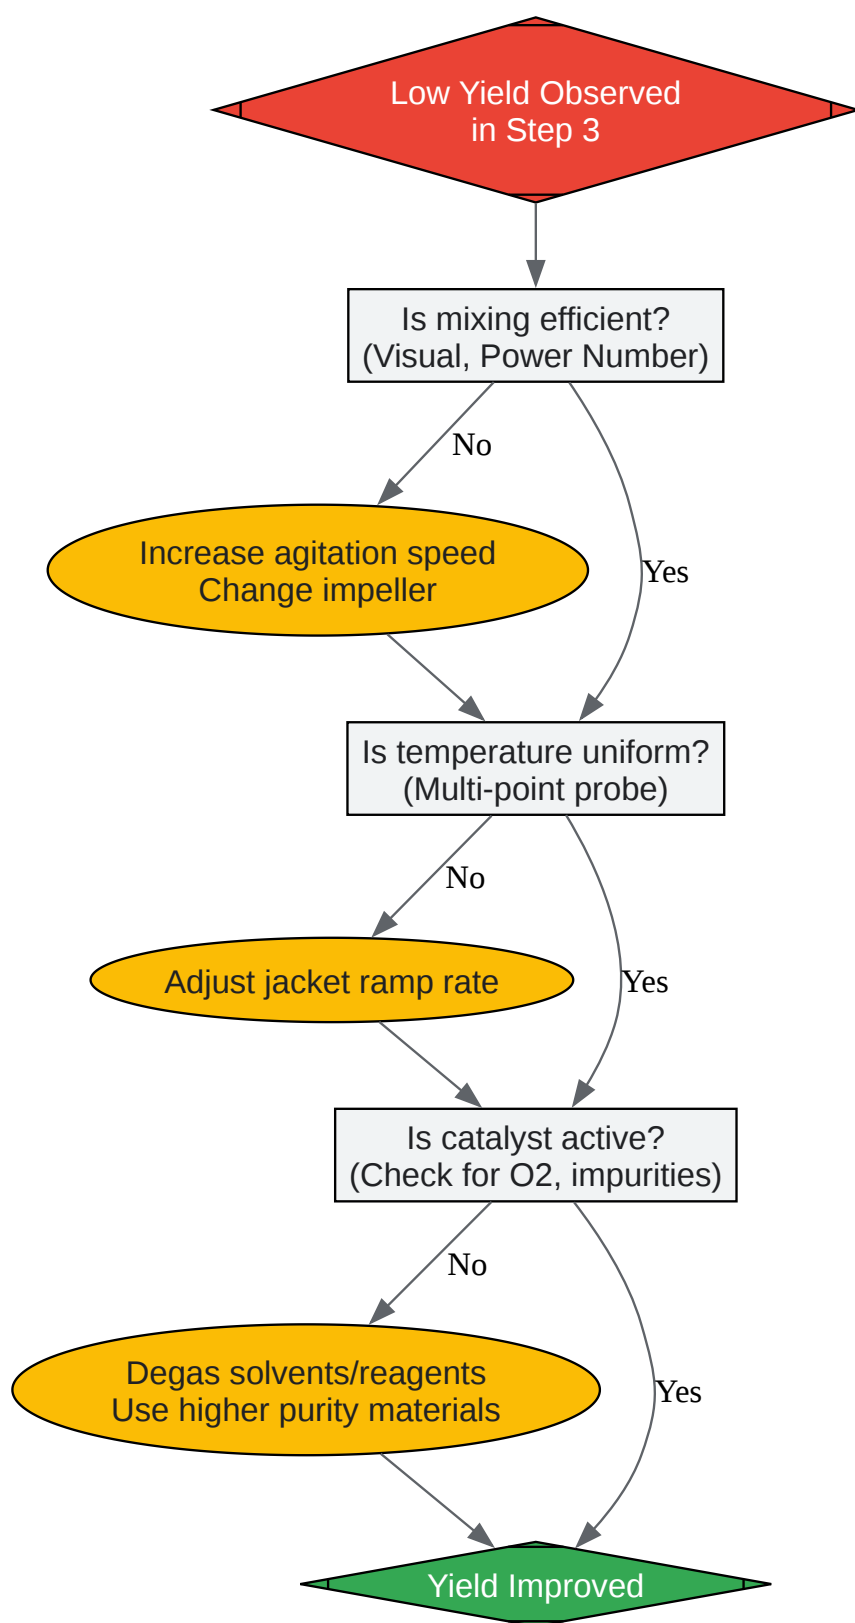 Low Yield Observed
in Step 3
Is mixing efficient?
(Visual, Power Number)
No
Increase agitation speed
Change impeller
Yes
Is temperature uniform?
(Multi-point probe)
No
Adjust jacket ramp rate
Yes
Is catalyst active?
(Check for O2, impurities)
No
Degas solvents/reagents
Use higher purity materials
Yes
Yield Improved